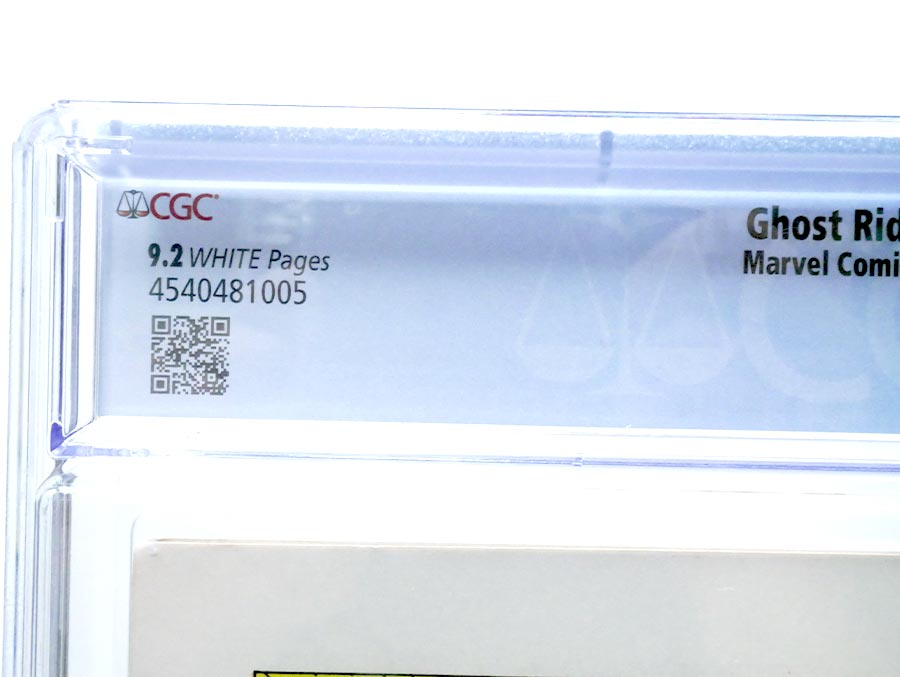 CGC
9.2 WHITE Pages
4540481005
Ghost Rid
Marvel Comi